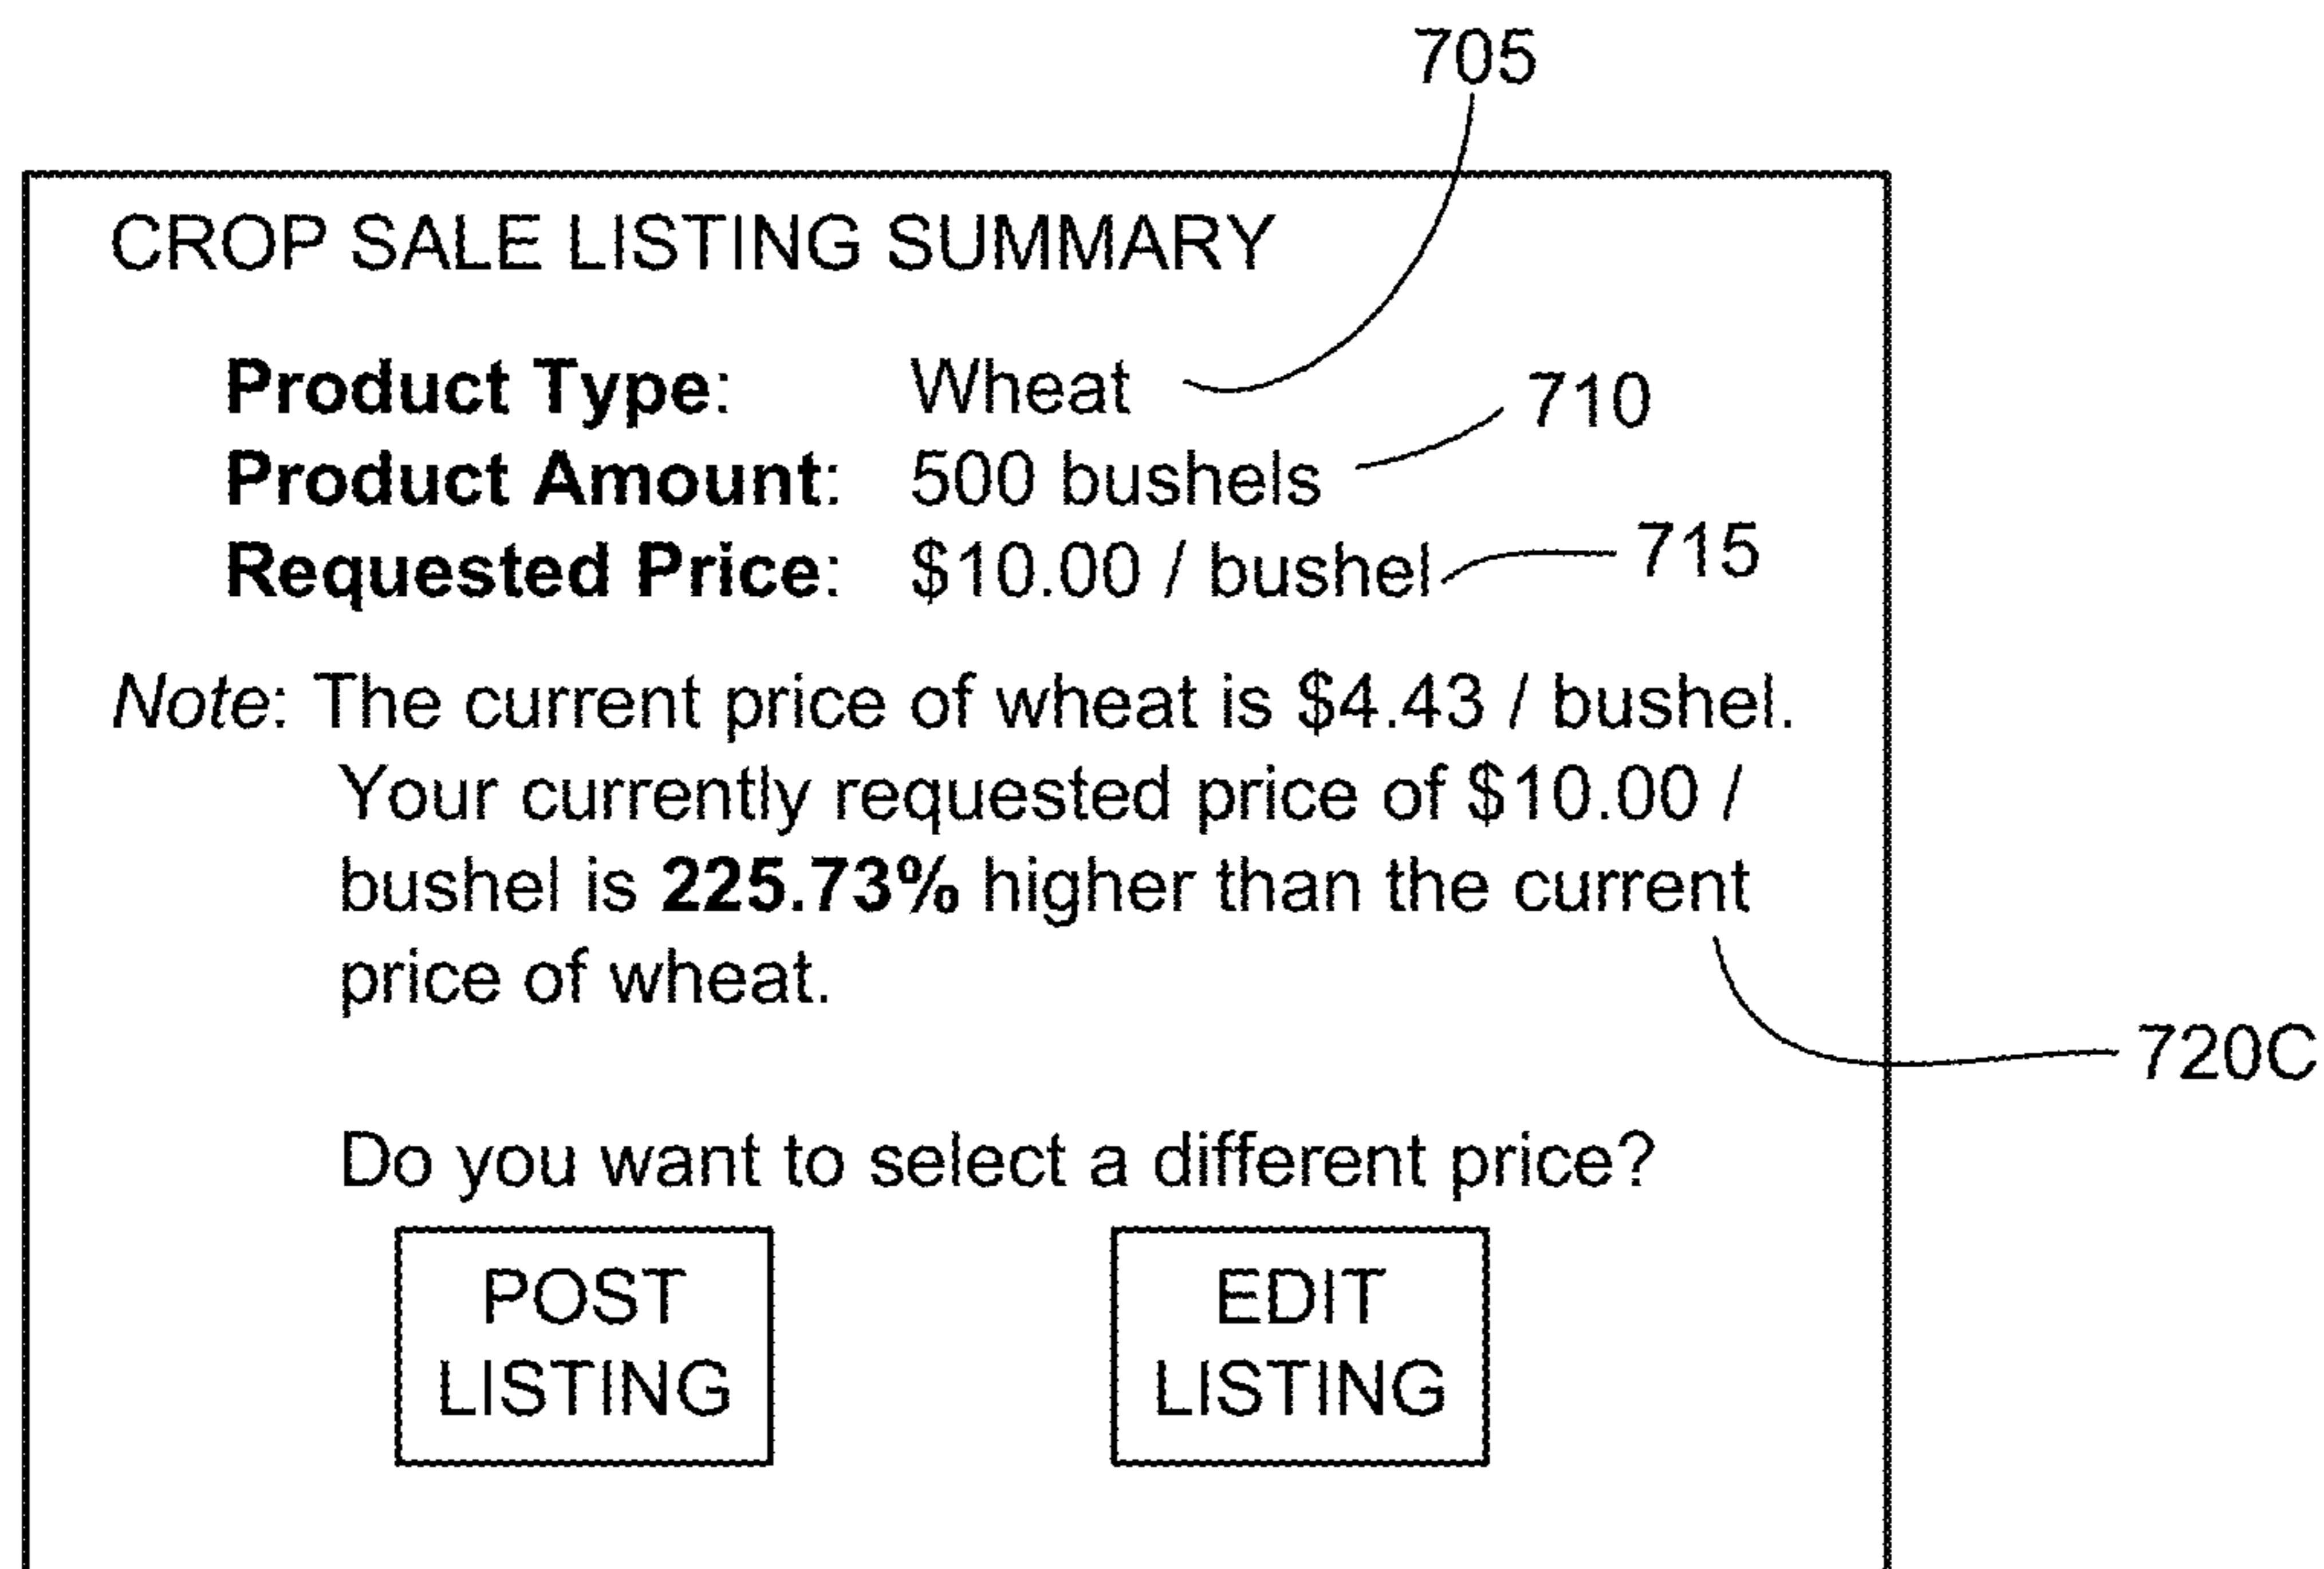 705
CROP SALE LISTING SUMMARY
Product Type: Wheat
710
Product Amount: 500 bushels
Requested Price: $10.00 / bushel
715
Note: The current price of wheat is $4.43 / bushel.
Your currently requested price of $10.00 /
bushel is 225.73% higher than the current
price of wheat.
720C
Do you want to select a different price?
POST
LISTING
EDIT
LISTING